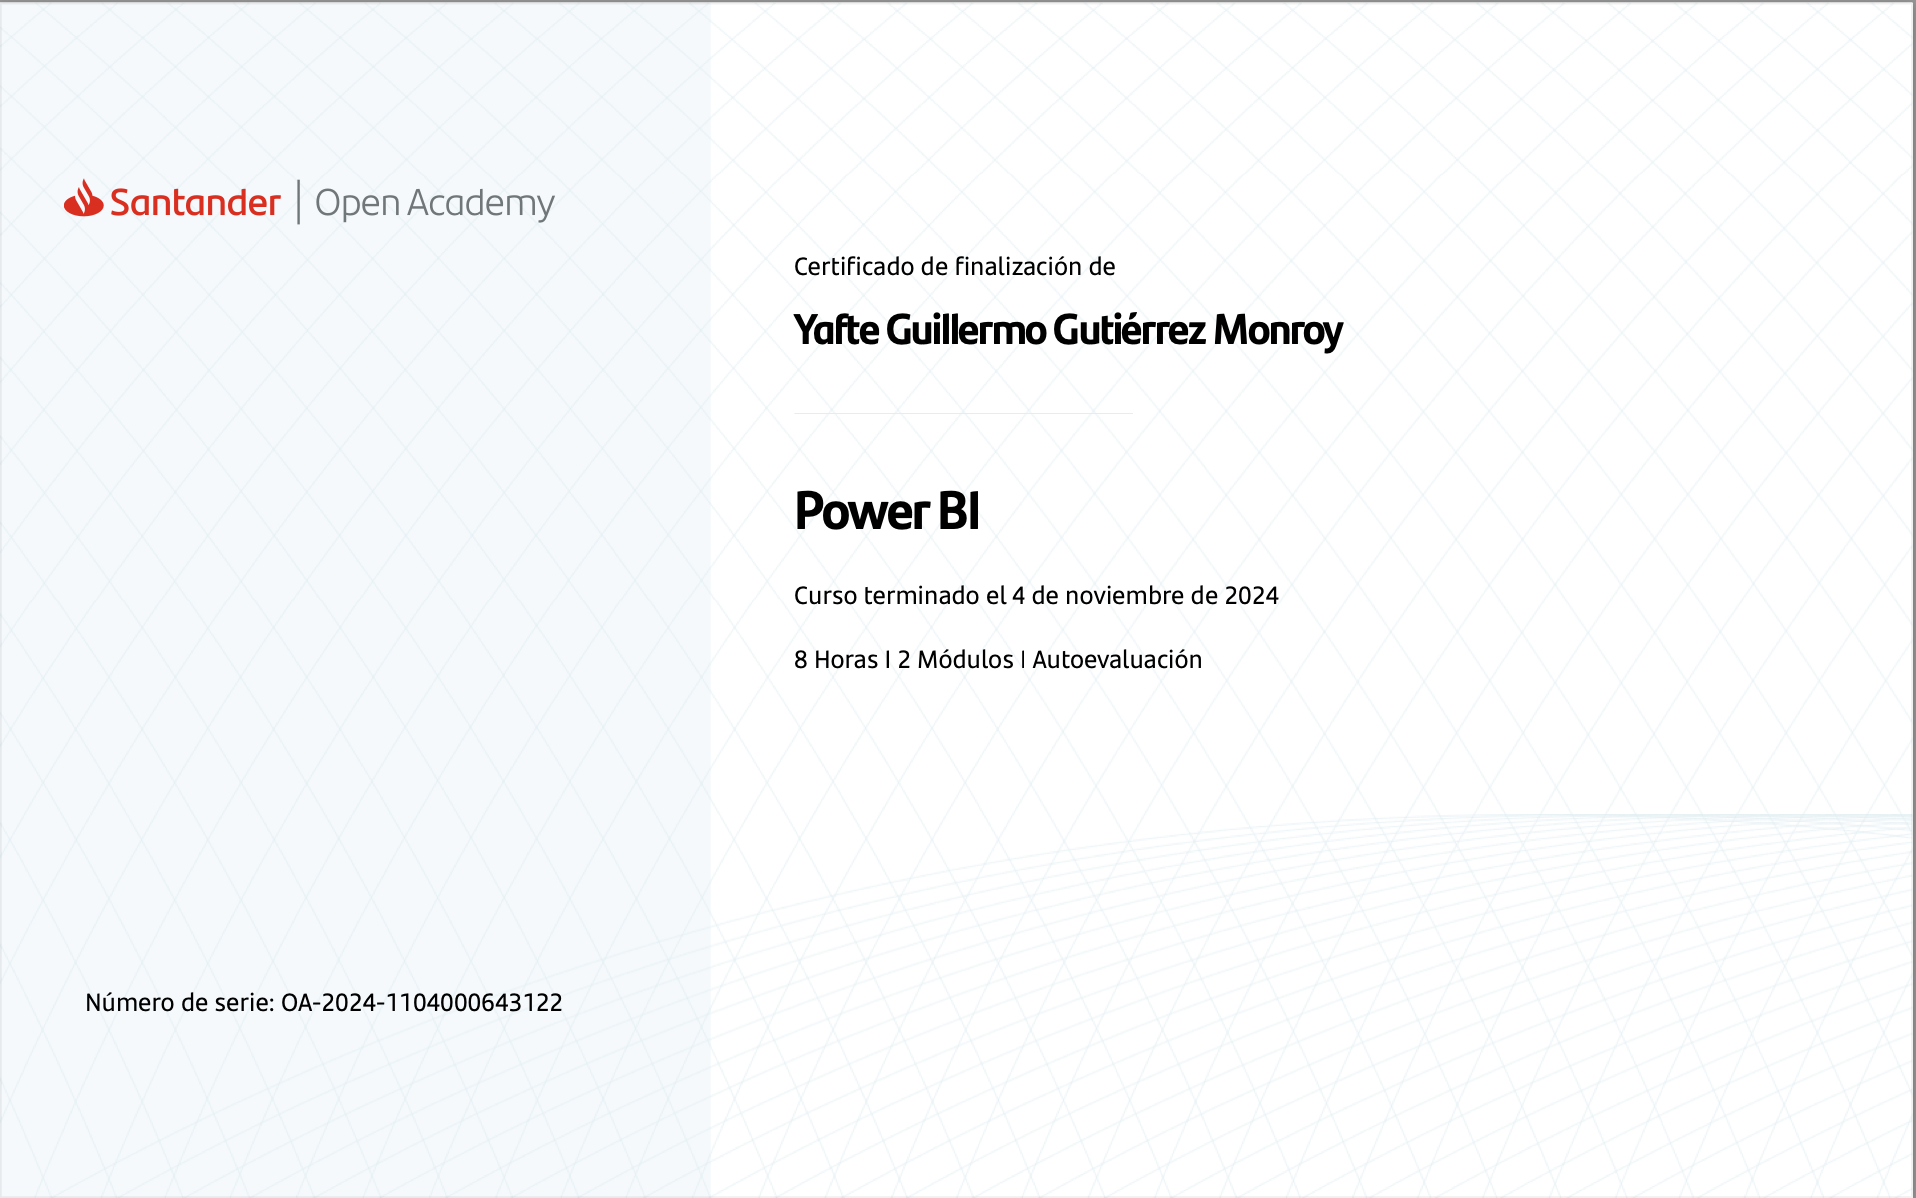 Santander | Open Academy
Certificado de finalización de
Yafte Guillermo Gutiérrez Monroy
Power BI
Curso terminado el 4 de noviembre de 2024
8 Horas I 2 Módulos I Autoevaluación
Número de serie: OA-2024-1104000643122